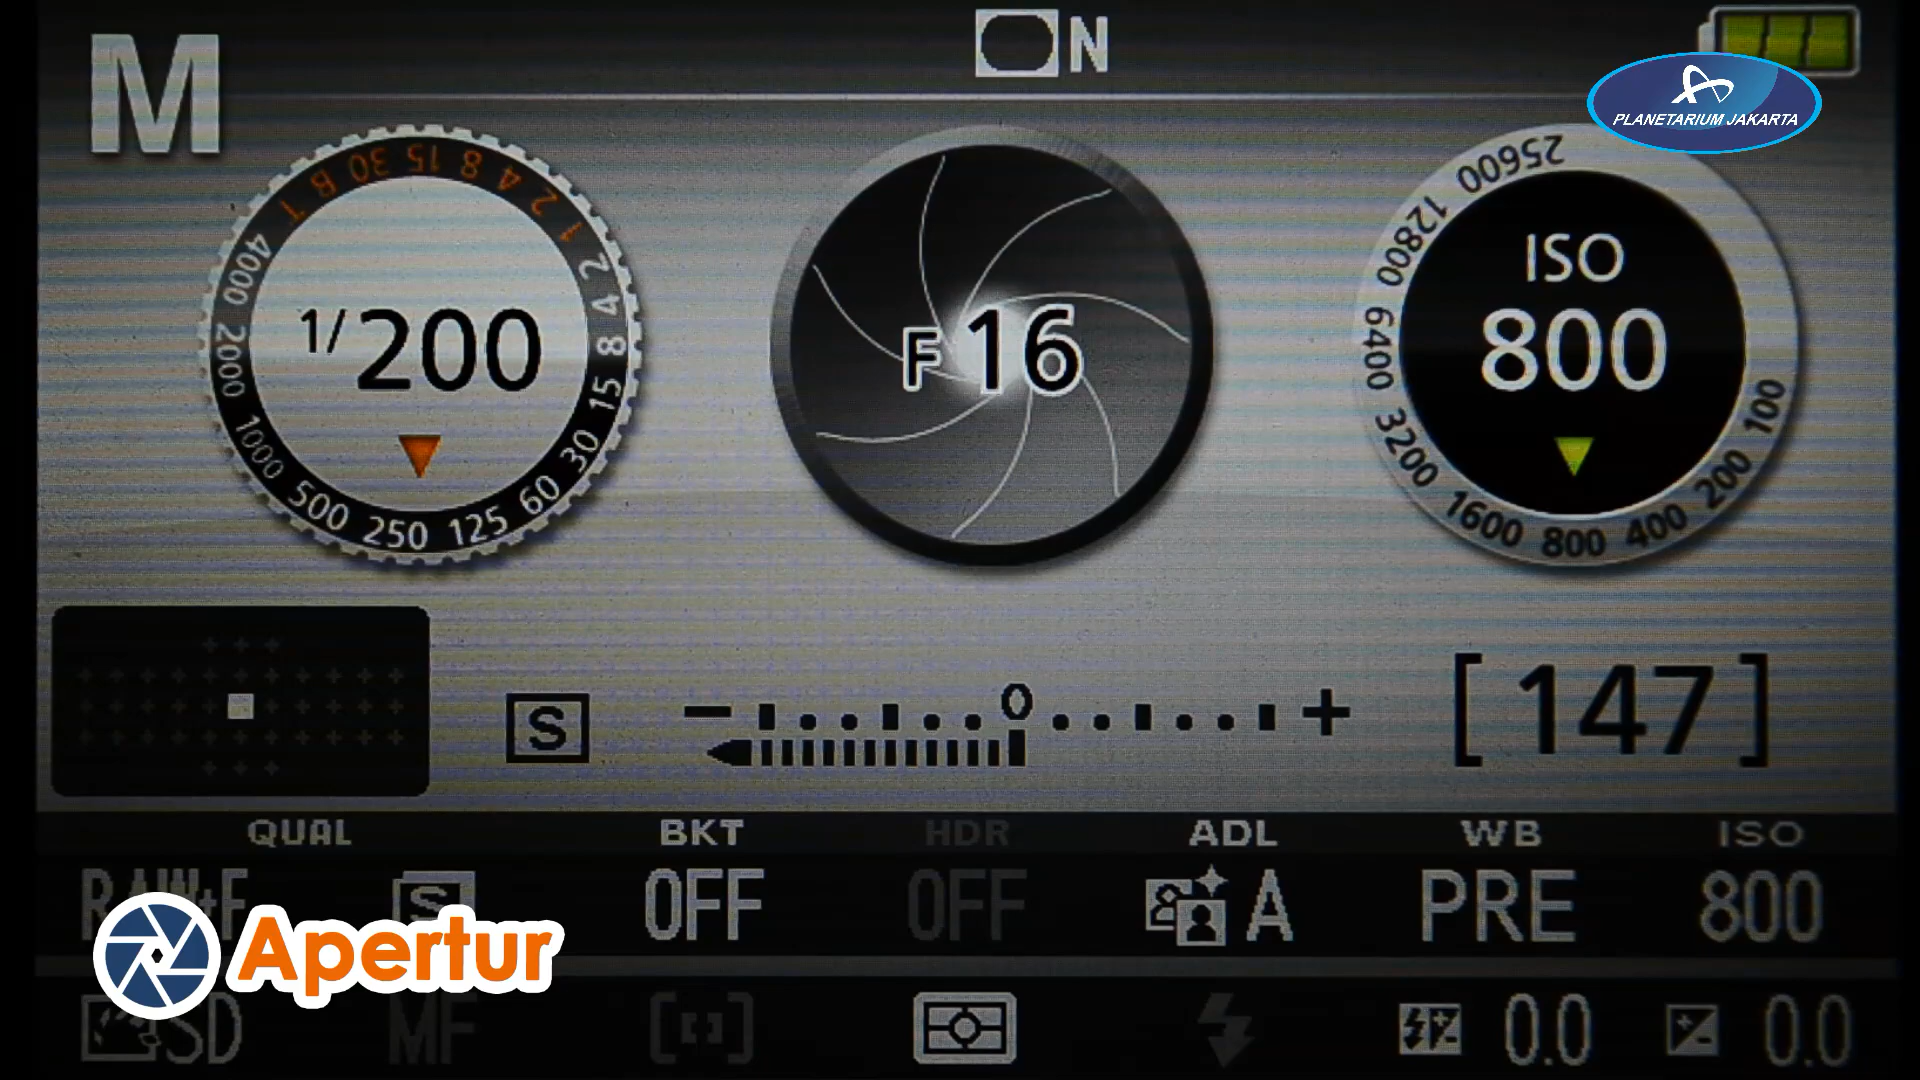 M
N
PLANETARIUM JAKARTA
1/200
T B 30 15 8 4 2 1
2 4 8 15 30 60 125 250 500 1000 2000 4000
F16
ISO
800
100 200 400 800 1600 3200 6400 12800 25600
S
− 0 +
[147]
QUAL BKT HDR ADL WB ISO
RAW+F S OFF OFF A PRE 800
Apertur
SD MF 0.0 0.0